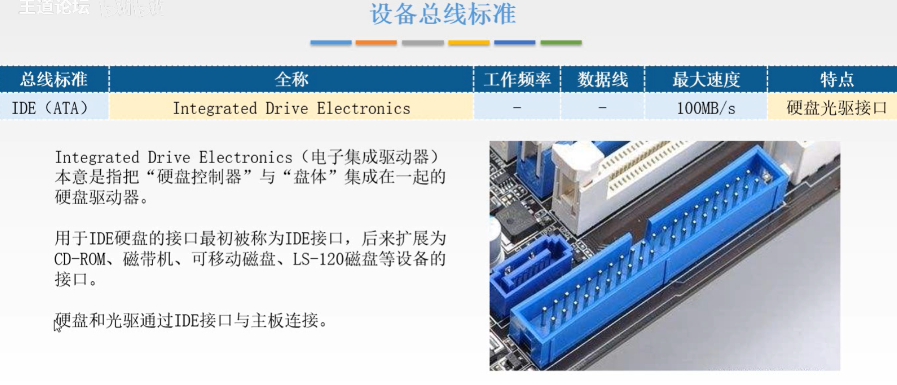 王道论坛
设备总线标准
总线标准 全称 工作频率 数据线 最大速度 特点
IDE（ATA） Integrated Drive Electronics - - 100MB/s 硬盘光驱接口
Integrated Drive Electronics（电子集成驱动器）
本意是指把“硬盘控制器”与“盘体”集成在一起的
硬盘驱动器。
用于IDE硬盘的接口最初被称为IDE接口，后来扩展为
CD-ROM、磁带机、可移动磁盘、LS-120磁盘等设备的
接口。
硬盘和光驱通过IDE接口与主板连接。